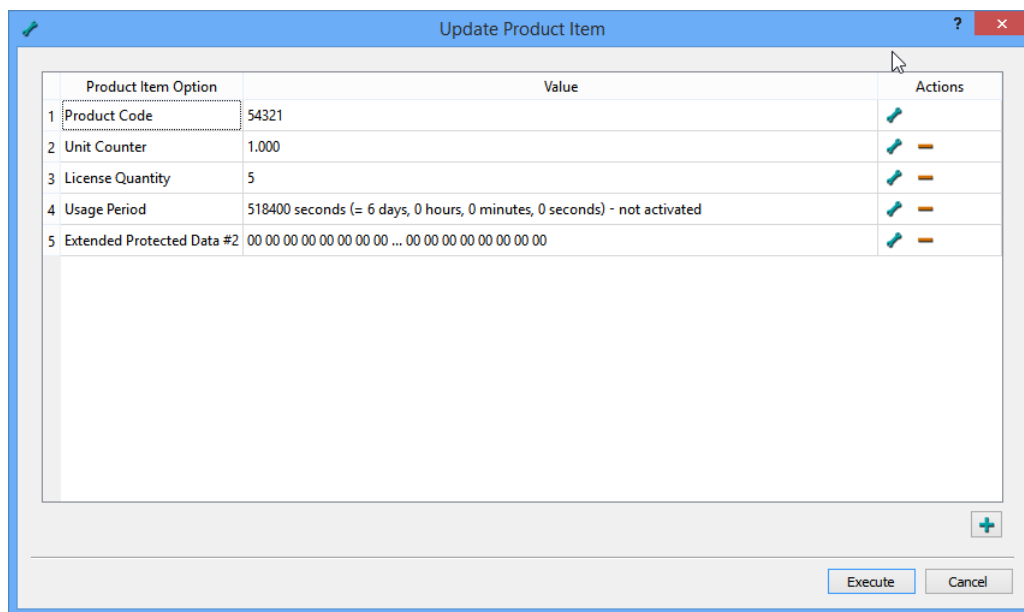 Update Product Item
?
Product Item Option Value Actions
1 Product Code 54321
2 Unit Counter 1.000
3 License Quantity 5
4 Usage Period 518400 seconds (= 6 days, 0 hours, 0 minutes, 0 seconds) - not activated
5 Extended Protected Data #2 00 00 00 00 00 00 00 00 ... 00 00 00 00 00 00 00 00
Execute Cancel